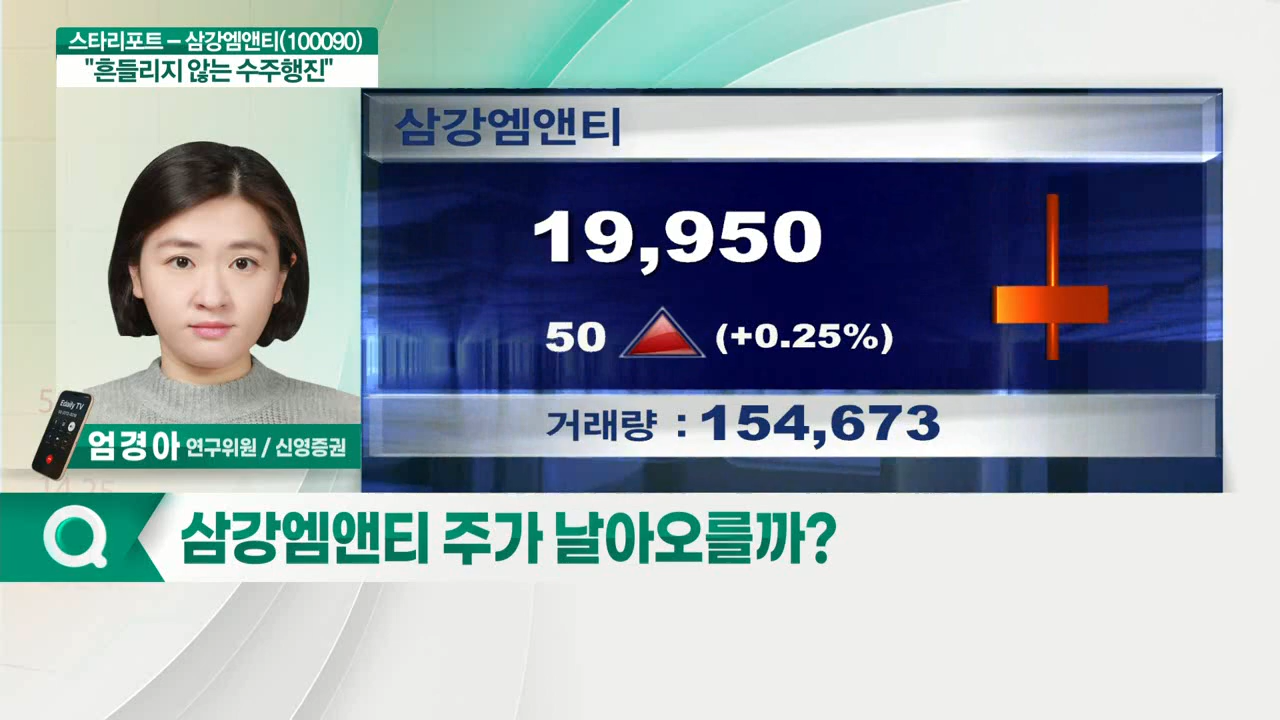 스타리포트 - 삼강엠앤티(100090)
"흔들리지 않는 수주행진"
삼강엠앤티
19,950
50 (+0.25%)
거래량 : 154,673
Edaily TV
엄경아 연구위원 / 신영증권
Q 삼강엠앤티 주가 날아오를까?